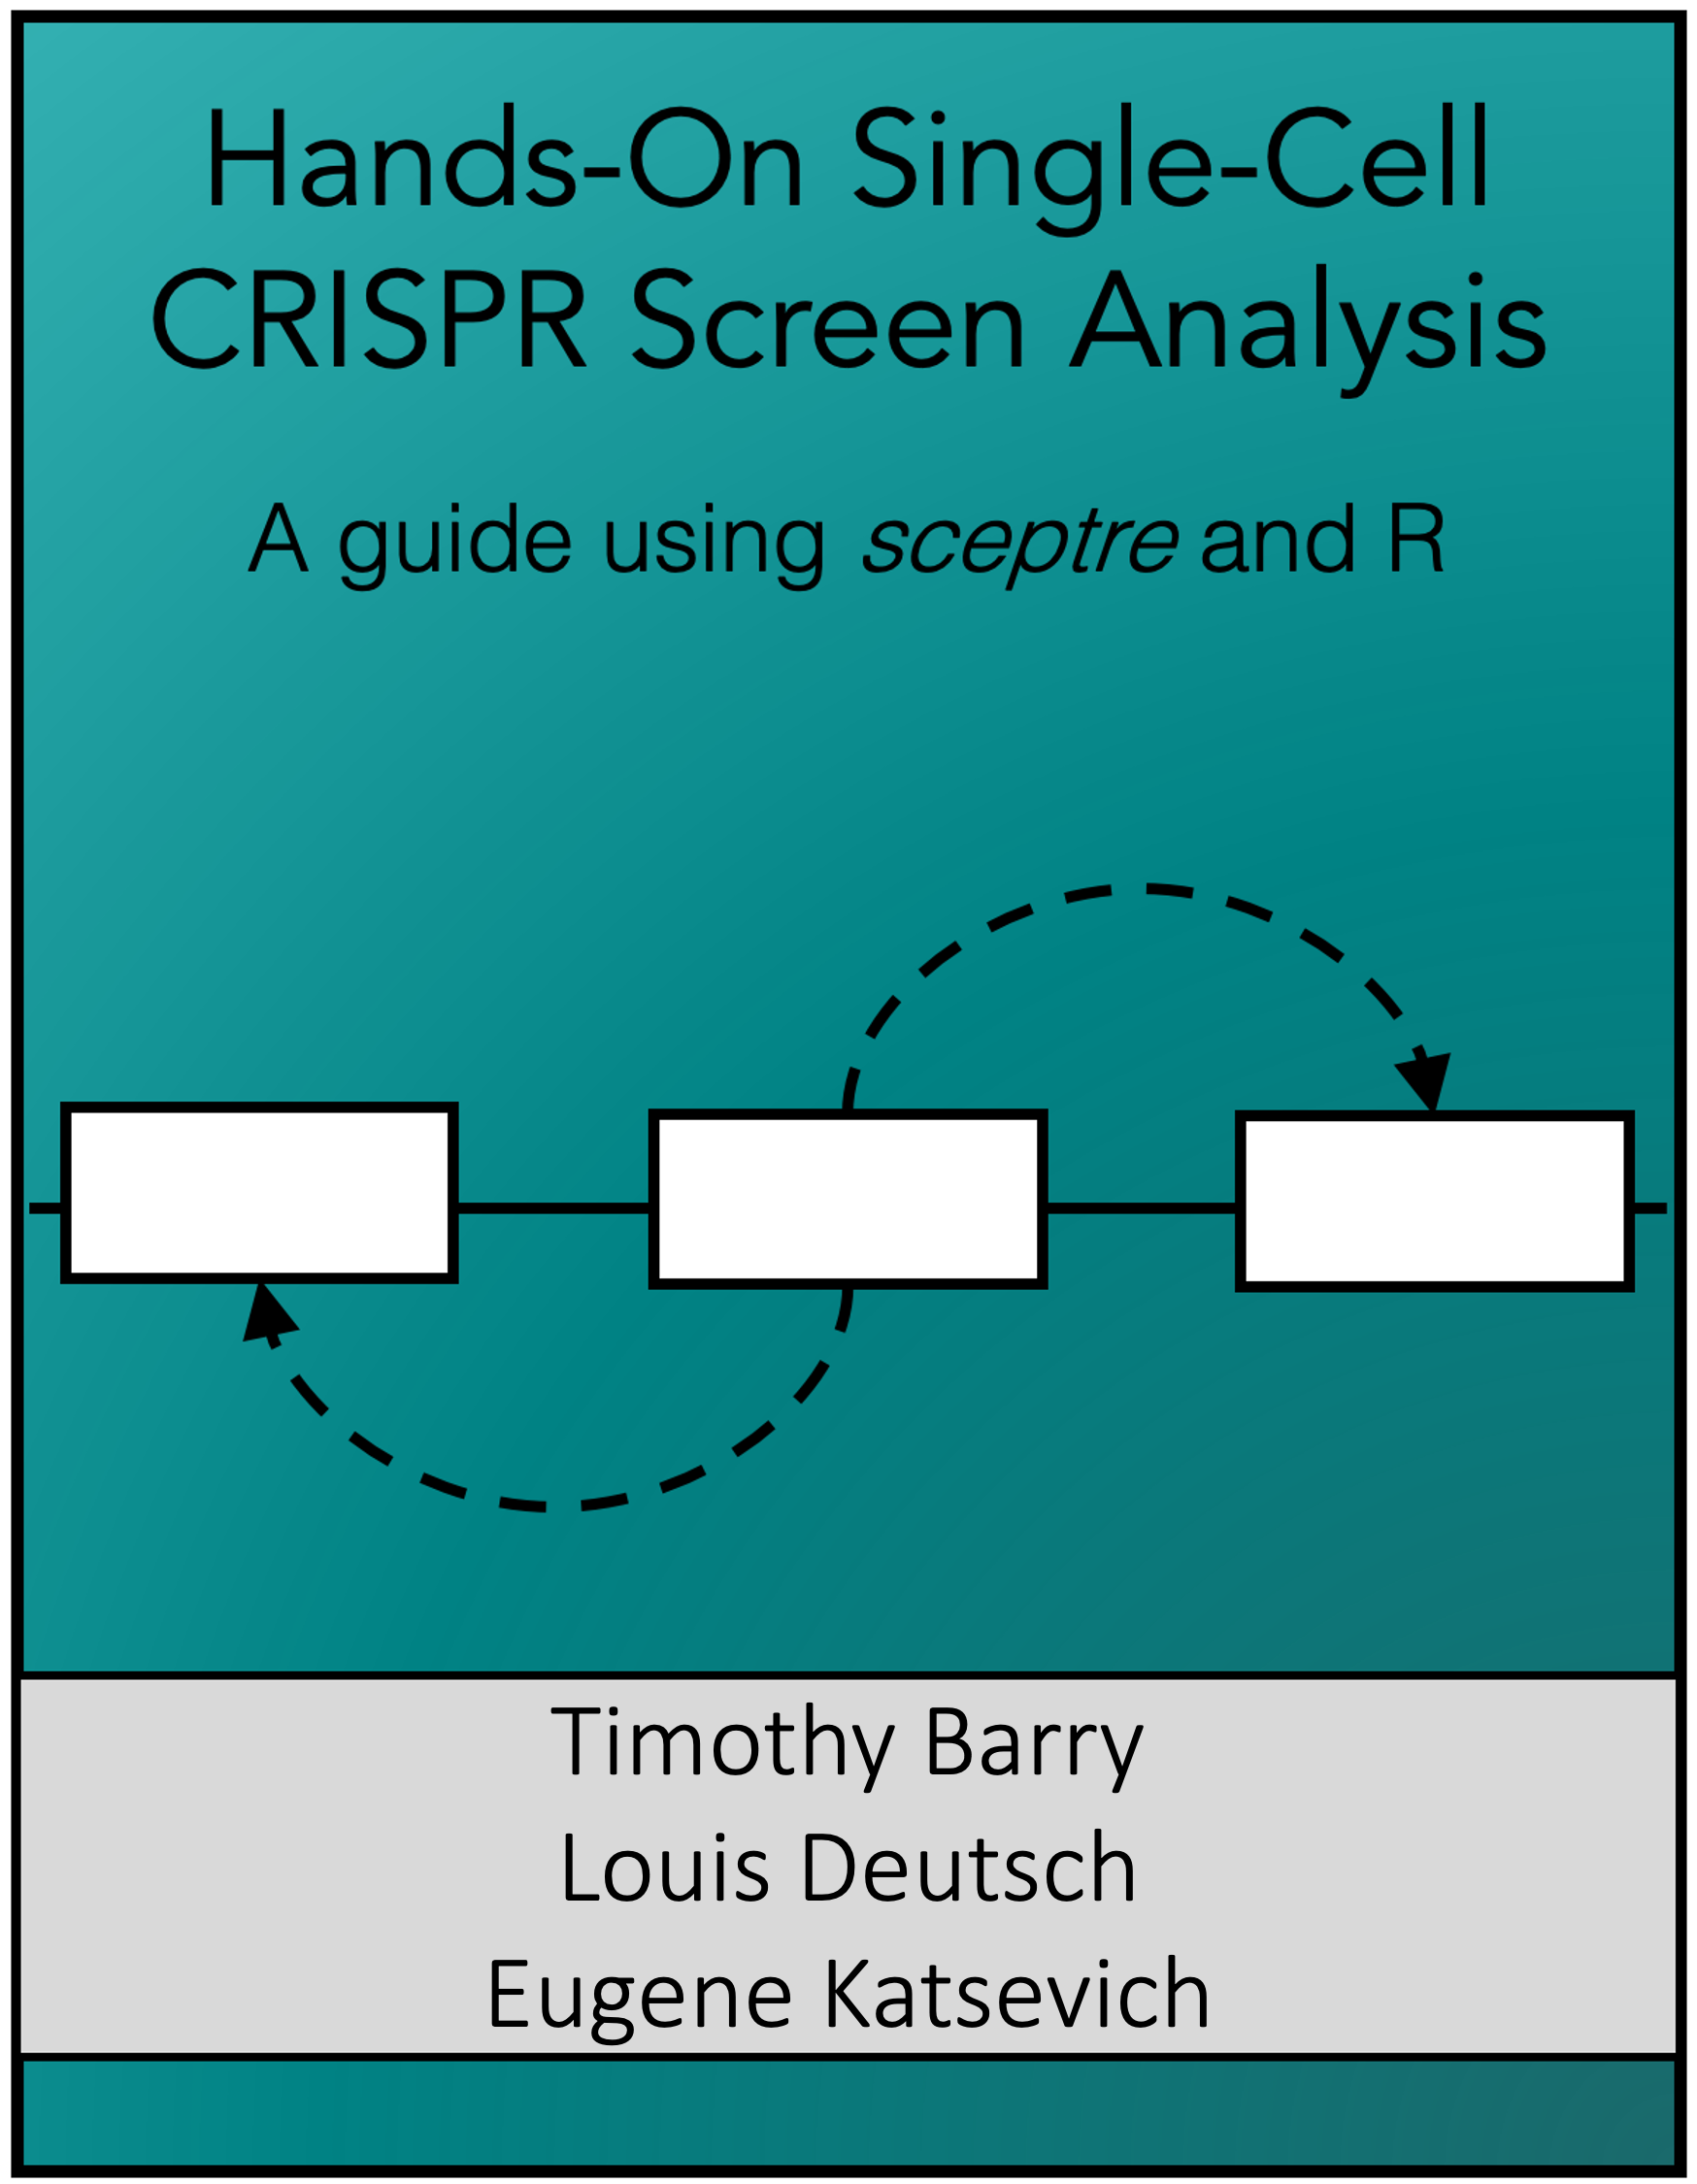 Hands-On Single-Cell
CRISPR Screen Analysis
A guide using sceptre and R
Timothy Barry
Louis Deutsch
Eugene Katsevich